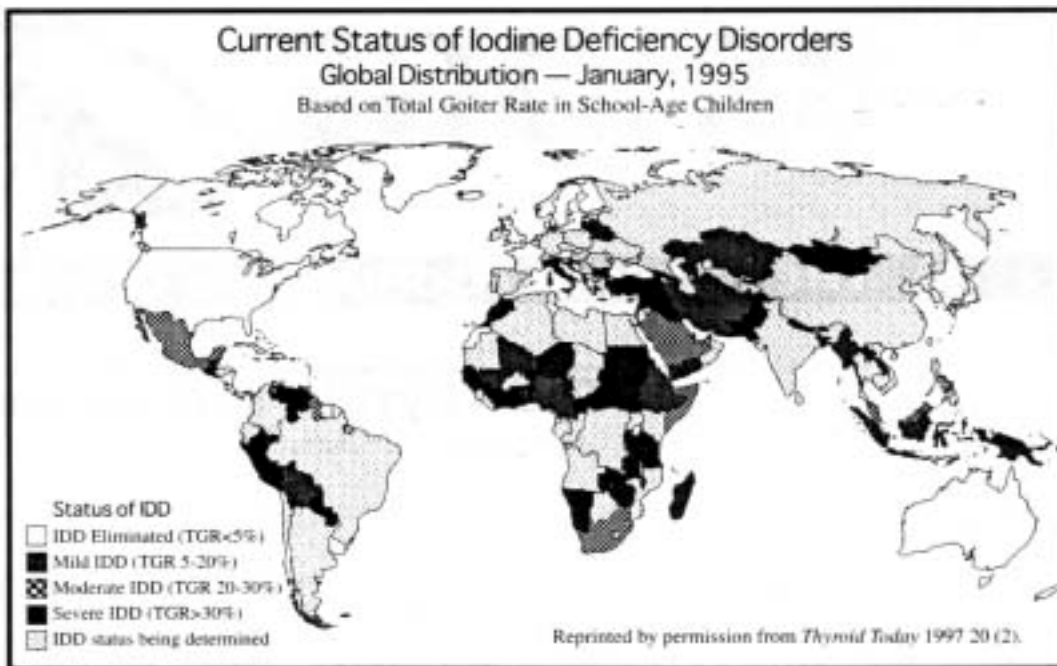 Current Status of Iodine Deficiency Disorders
Global Distribution — January, 1995
Based on Total Goiter Rate in School-Age Children
Status of IDD
IDD Eliminated (TGR<5%)
Mild IDD (TGR 5-20%)
Moderate IDD (TGR 20-30%)
Severe IDD (TGR>30%)
IDD status being determined
Reprinted by permission from Thyroid Today 1997 20 (2).